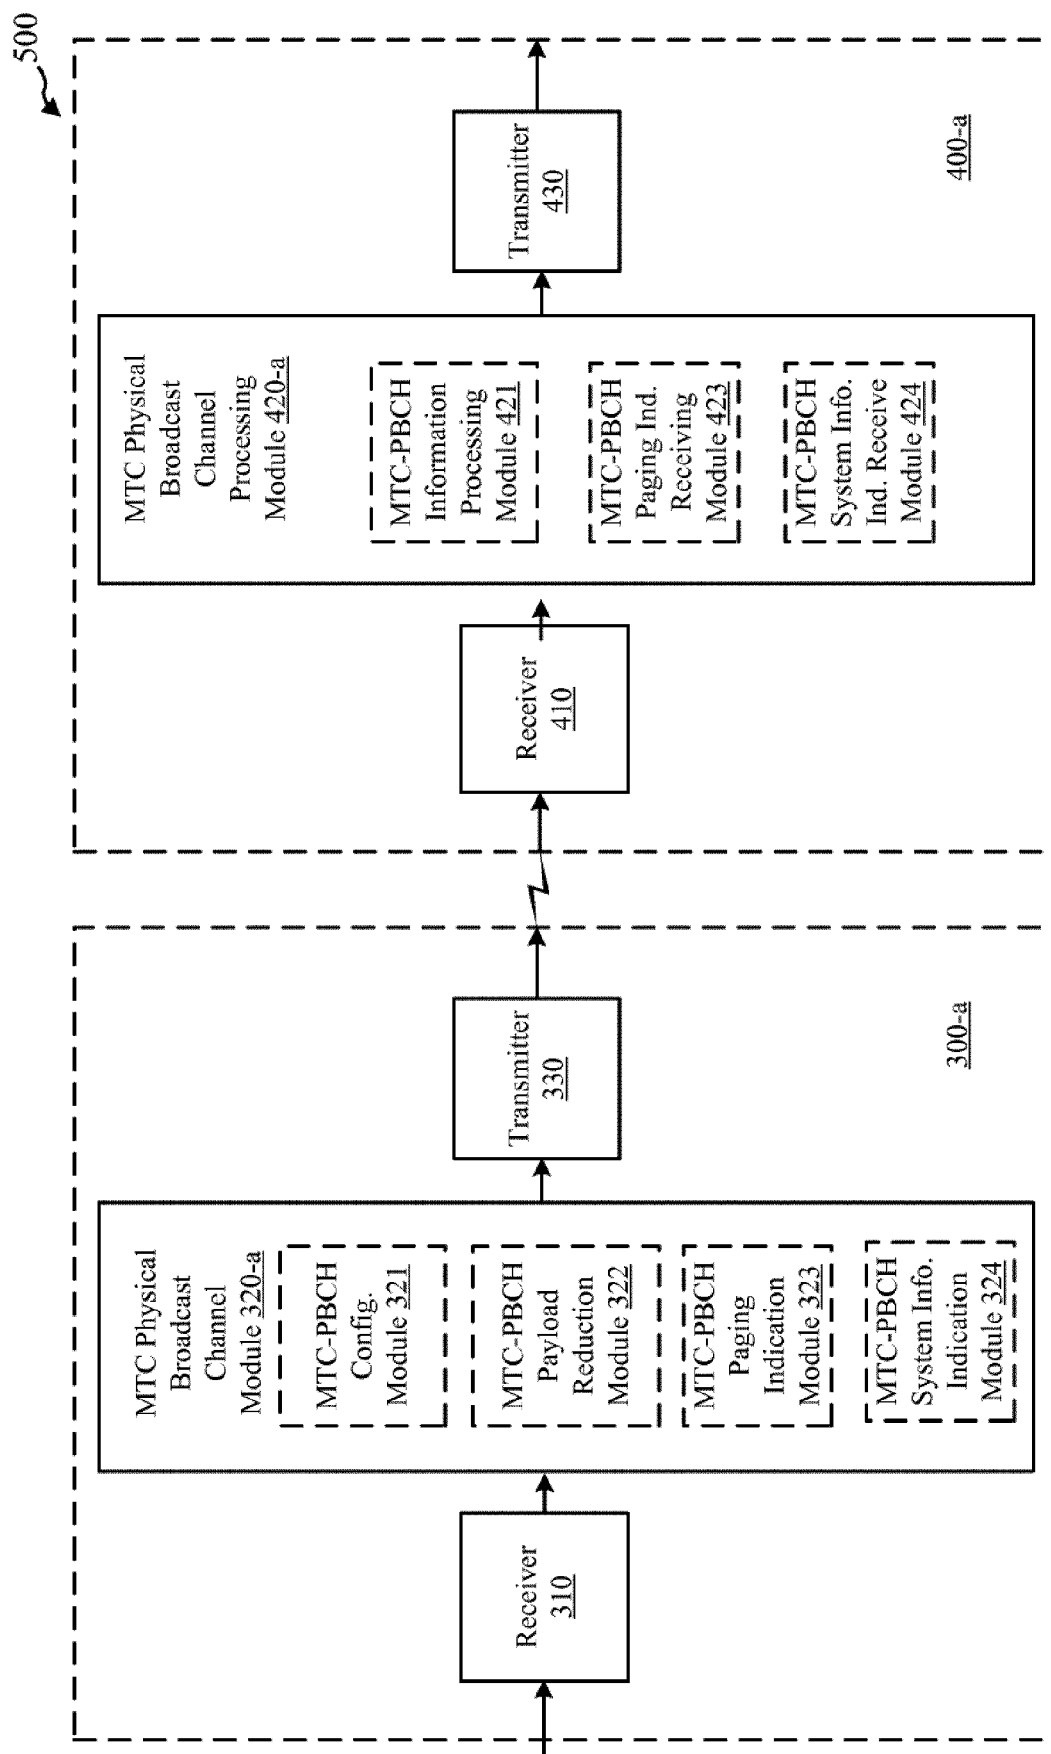 500
Receiver
310
MTC Physical
Broadcast
Channel
Module 320-a
MTC-PBCH
Config.
Module 321
MTC-PBCH
Payload
Reduction
Module 322
MTC-PBCH
Paging
Indication
Module 323
MTC-PBCH
System Info.
Indication
Module 324
Transmitter
330
300-a
Receiver
410
MTC Physical
Broadcast
Channel
Processing
Module 420-a
MTC-PBCH
Information
Processing
Module 421
MTC-PBCH
Paging Ind.
Receiving
Module 423
MTC-PBCH
System Info.
Ind. Receive
Module 424
Transmitter
430
400-a